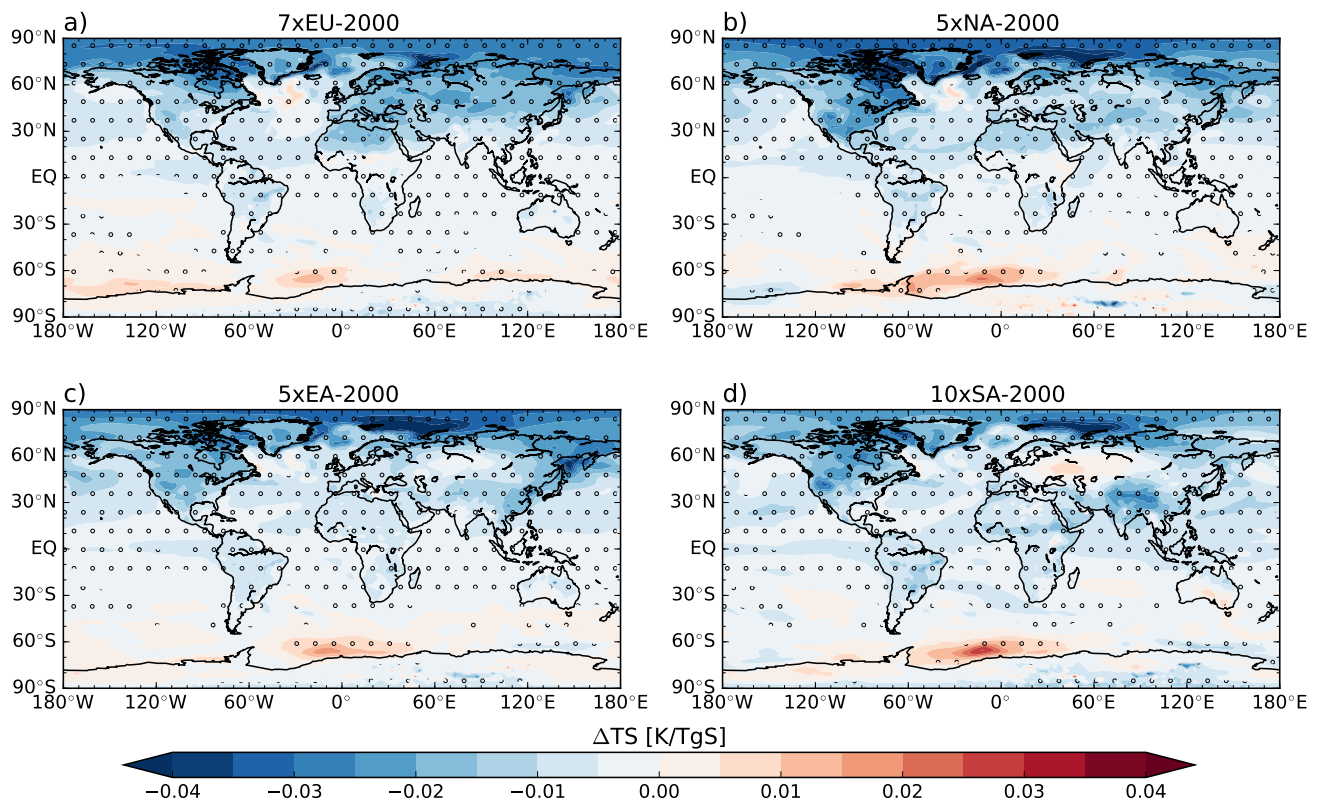 a) 7xEU-2000
90°N
60°N
30°N
EQ
30°S
60°S
90°S
180°W 120°W 60°W 0° 60°E 120°E 180°E
b) 5xNA-2000
90°N
60°N
30°N
EQ
30°S
60°S
90°S
180°W 120°W 60°W 0° 60°E 120°E 180°E
c) 5xEA-2000
90°N
60°N
30°N
EQ
30°S
60°S
90°S
180°W 120°W 60°W 0° 60°E 120°E 180°E
d) 10xSA-2000
90°N
60°N
30°N
EQ
30°S
60°S
90°S
180°W 120°W 60°W 0° 60°E 120°E 180°E
ΔTS [K/TgS]
−0.04 −0.03 −0.02 −0.01 0.00 0.01 0.02 0.03 0.04